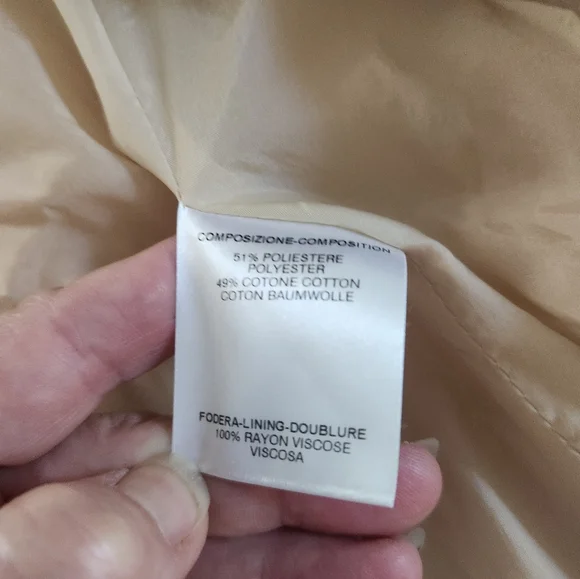 COMPOSIZIONE-COMPOSITION
51% POLIESTERE
POLYESTER
49% COTONE COTTON
COTON BAUMWOLLE
FODERA-LINING-DOUBLURE
100% RAYON VISCOSE
VISCOSA